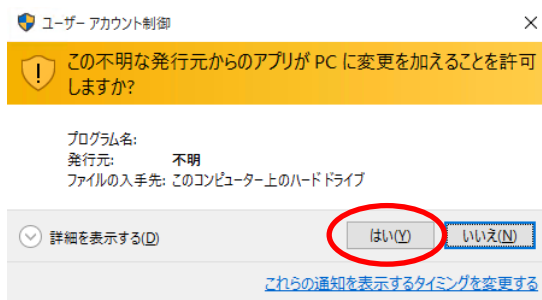 ユーザー アカウント制御
この不明な発行元からのアプリが PC に変更を加えることを許可
しますか?
プログラム名:
発行元: 不明
ファイルの入手先: このコンピューター上のハード ドライブ
詳細を表示する(D)
はい(Y)
いいえ(N)
これらの通知を表示するタイミングを変更する